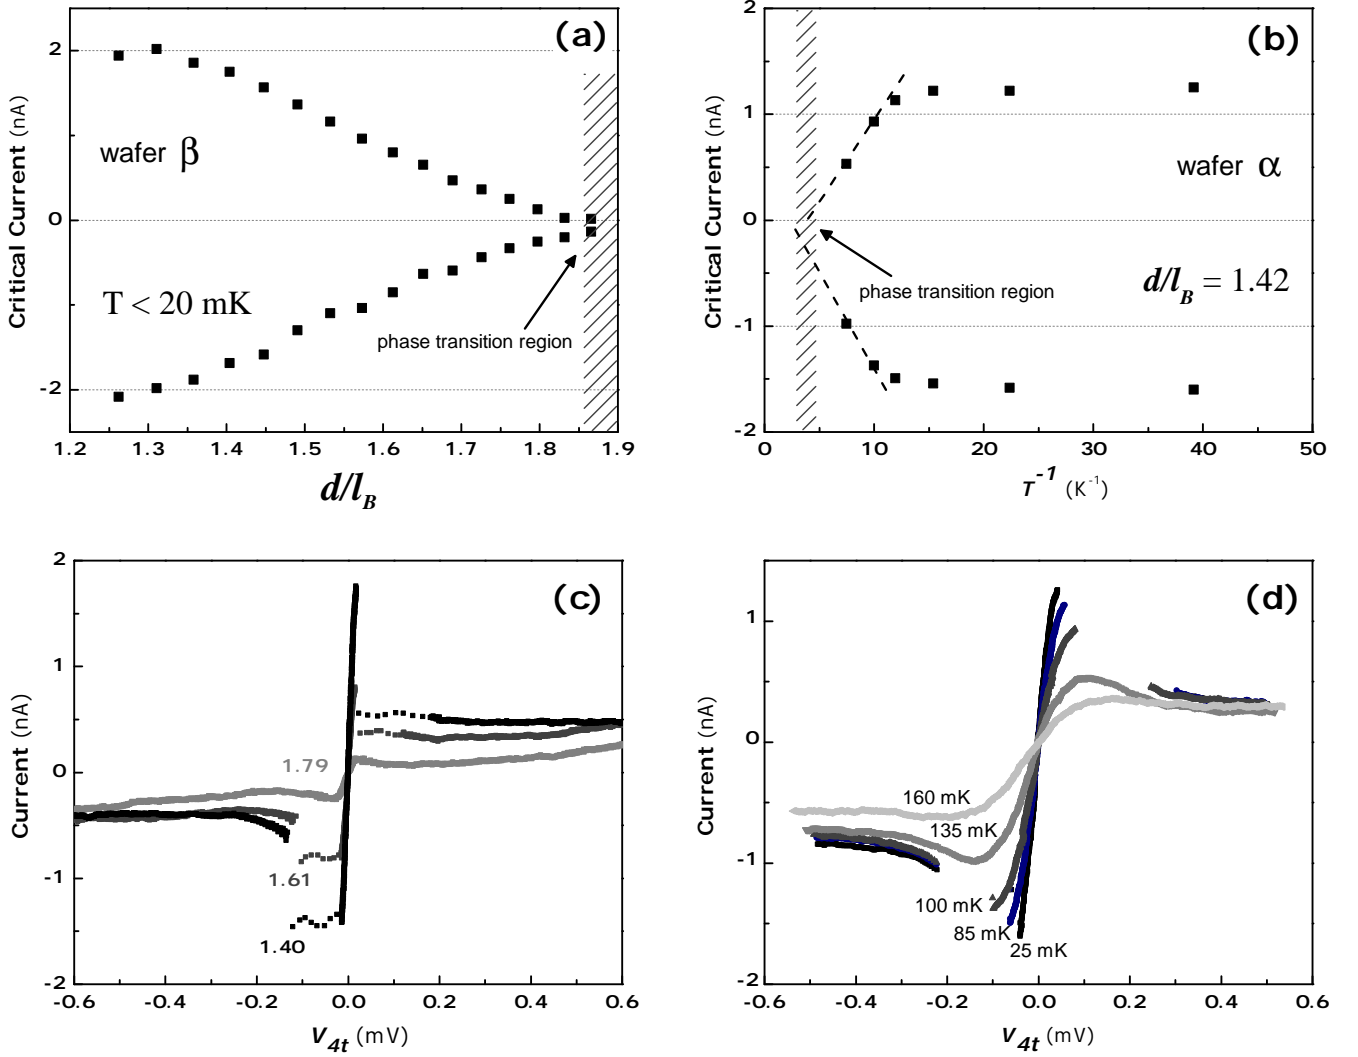 (a)
Critical Current (nA)
2
1
0
-1
-2
wafer β
T < 20 mK
phase transition region
1.2 1.3 1.4 1.5 1.6 1.7 1.8 1.9
d/l_B
(b)
Critical Current (nA)
2
1
0
-1
-2
wafer α
d/l_B = 1.42
phase transition region
0 10 20 30 40 50
T⁻¹ (K⁻¹)
(c)
Current (nA)
2
1
0
-1
-2
1.79
1.61
1.40
-0.6 -0.4 -0.2 0.0 0.2 0.4 0.6
V_4t (mV)
(d)
Current (nA)
1
0
-1
-2
160 mK
135 mK
100 mK
85 mK
25 mK
-0.6 -0.4 -0.2 0.0 0.2 0.4 0.6
V_4t (mV)